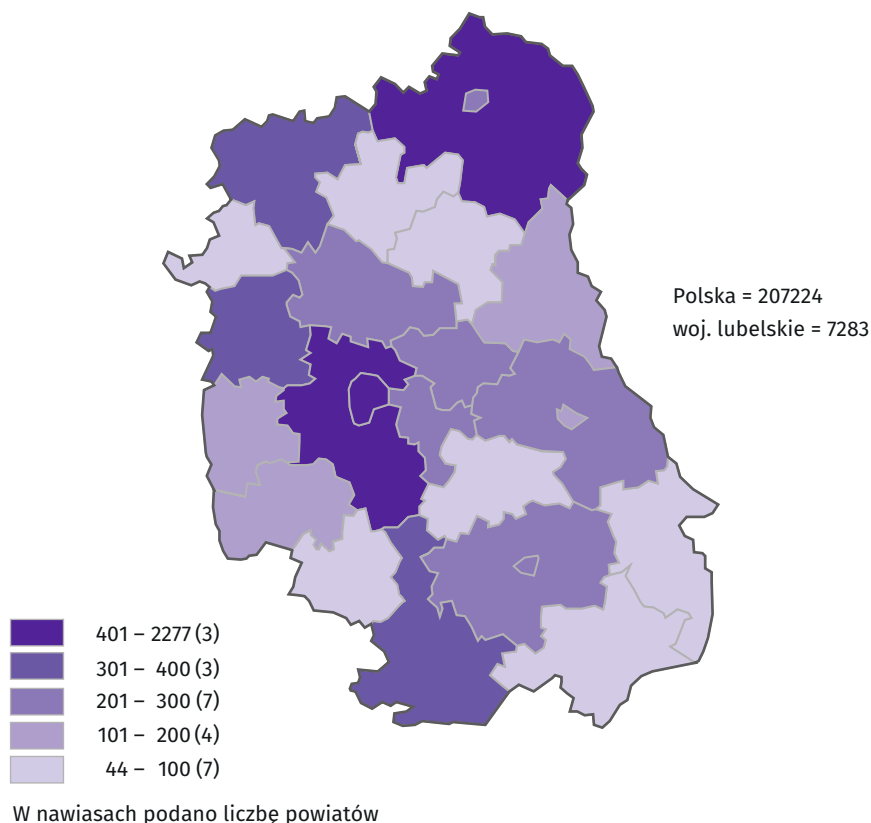 Polska = 207224
woj. lubelskie = 7283
401 – 2277 (3)
301 – 400 (3)
201 – 300 (7)
101 – 200 (4)
44 – 100 (7)
W nawiasach podano liczbę powiatów